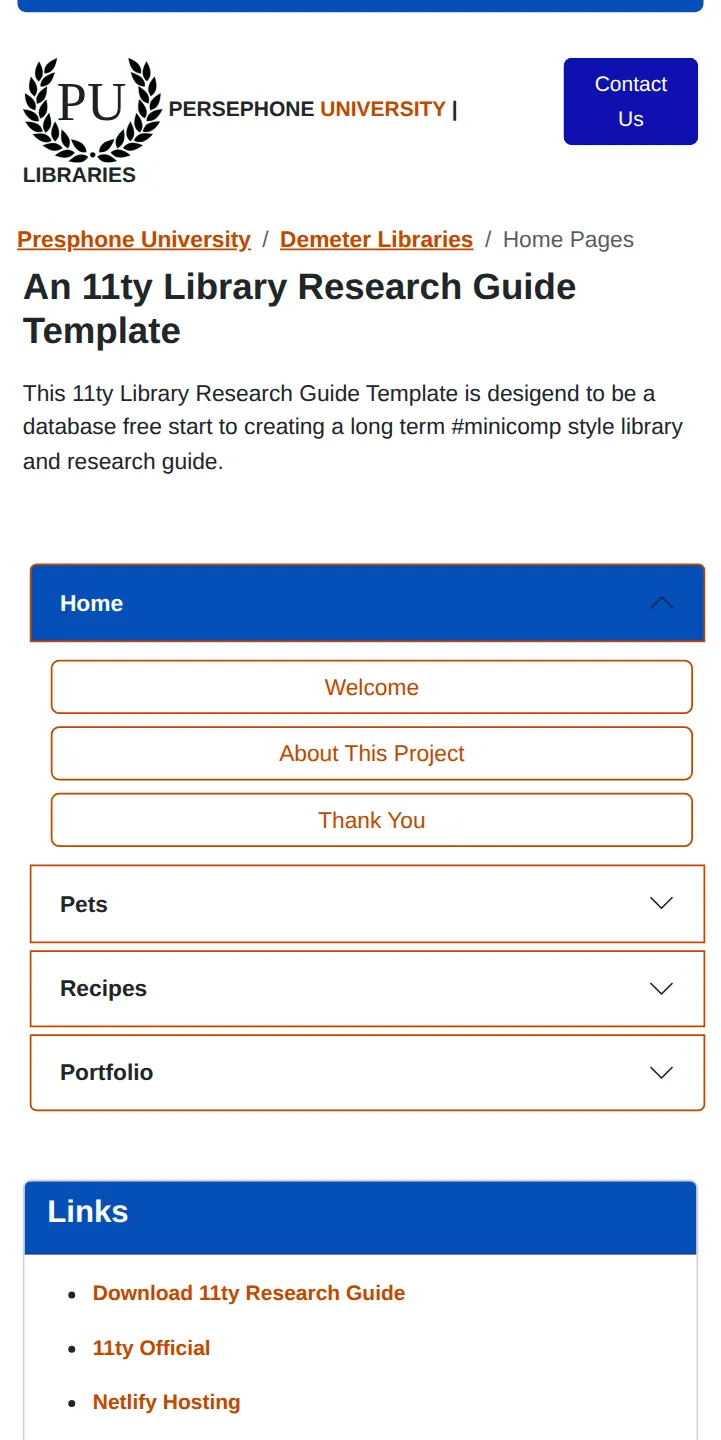 PU
PERSEPHONE UNIVERSITY |
LIBRARIES
Contact
Us
Presphone University / Demeter Libraries / Home Pages
An 11ty Library Research Guide
Template
This 11ty Library Research Guide Template is desigend to be a
database free start to creating a long term #minicomp style library
and research guide.
Home
Welcome
About This Project
Thank You
Pets
Recipes
Portfolio
Links
Download 11ty Research Guide
11ty Official
Netlify Hosting